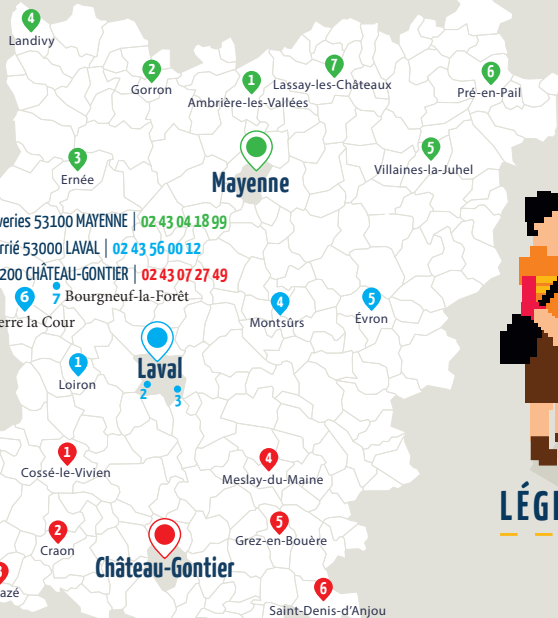 4
Landivy
2
Gorron
1
Ambrière-les-Vallées
7
Lassay-les-Châteaux
6
Pré-en-Pail
3
Ernée
Mayenne
5
Villaines-la-Juhel
veries 53100 MAYENNE | 02 43 04 18 99
rrié 53000 LAVAL | 02 43 56 00 12
200 CHÂTEAU-GONTIER | 02 43 07 27 49
6
7 Bourgneuf-la-Forêt
erre la Cour
4
Montsûrs
5
Évron
1
Loiron
Laval
2
3
1
Cossé-le-Vivien
4
Meslay-du-Maine
LÉG
2
Craon
5
Grez-en-Bouère
Château-Gontier
azé
6
Saint-Denis-d'Anjou